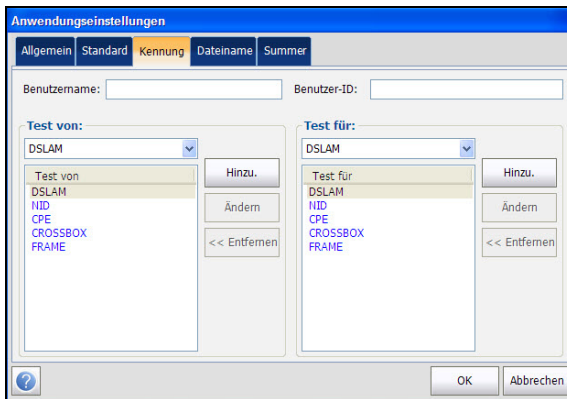 Anwendungseinstellungen
Allgemein Standard Kennung Dateiname Summer
Benutzername: Benutzer-ID:
Test von: Test für:
DSLAM DSLAM
Test von Hinzu. Test für Hinzu.
DSLAM DSLAM
NID Ändern NID Ändern
CPE CPE
CROSSBOX << Entfernen CROSSBOX << Entfernen
FRAME FRAME
? OK Abbrechen